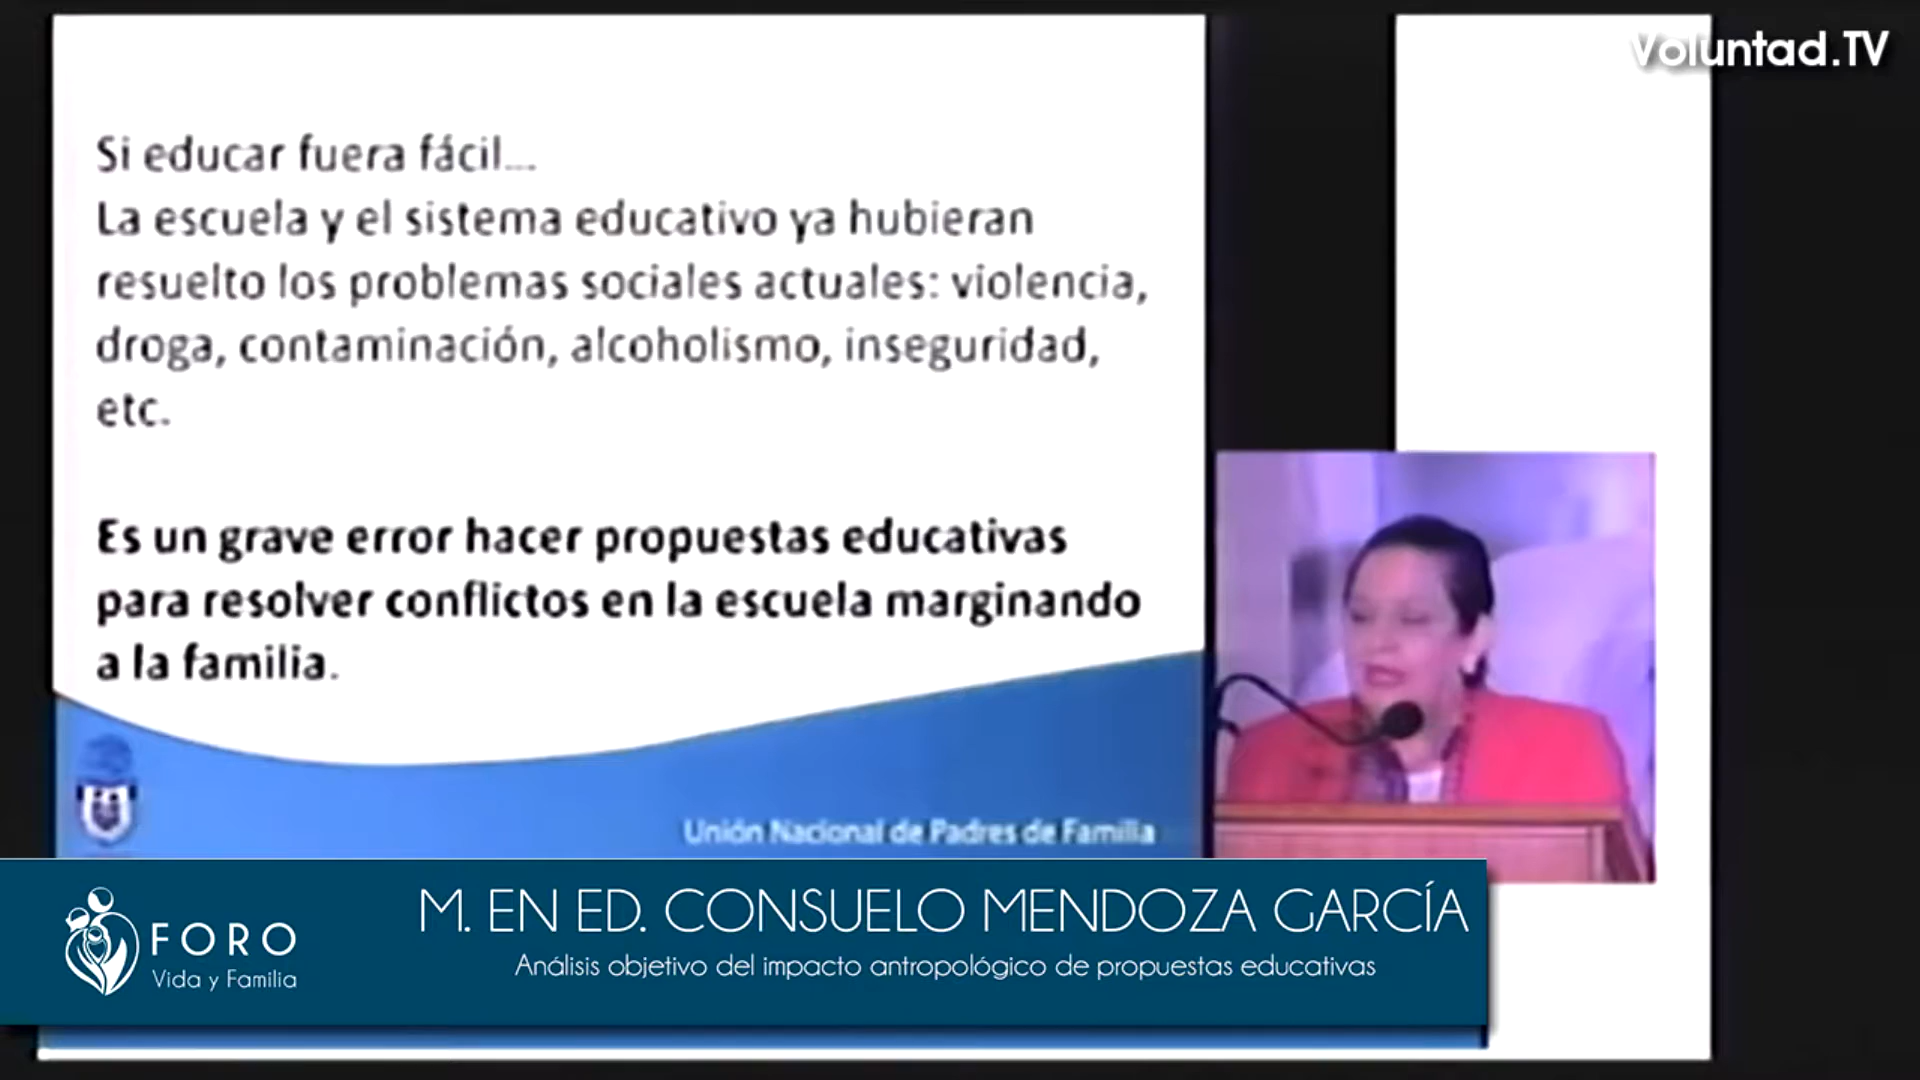 Voluntad.TV
Si educar fuera fácil...
La escuela y el sistema educativo ya hubieran
resuelto los problemas sociales actuales: violencia,
droga, contaminación, alcoholismo, inseguridad,
etc.
Es un grave error hacer propuestas educativas
para resolver conflictos en la escuela marginando
a la familia.
Unión Nacional de Padres de Familia
FORO
Vida y Familia
M. EN ED. CONSUELO MENDOZA GARCÍA
Análisis objetivo del impacto antropológico de propuestas educativas